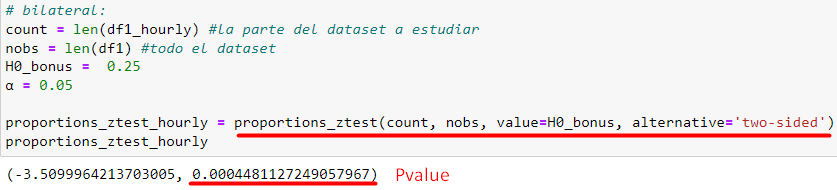 # bilateral:
count = len(df1_hourly) #la parte del dataset a estudiar
nobs = len(df1) #todo el dataset
H0_bonus =  0.25
α = 0.05
proportions_ztest_hourly = proportions_ztest(count, nobs, value=H0_bonus, alternative='two-sided')
proportions_ztest_hourly
(-3.5099964213703005, 0.0004481127249057967) Pvalue